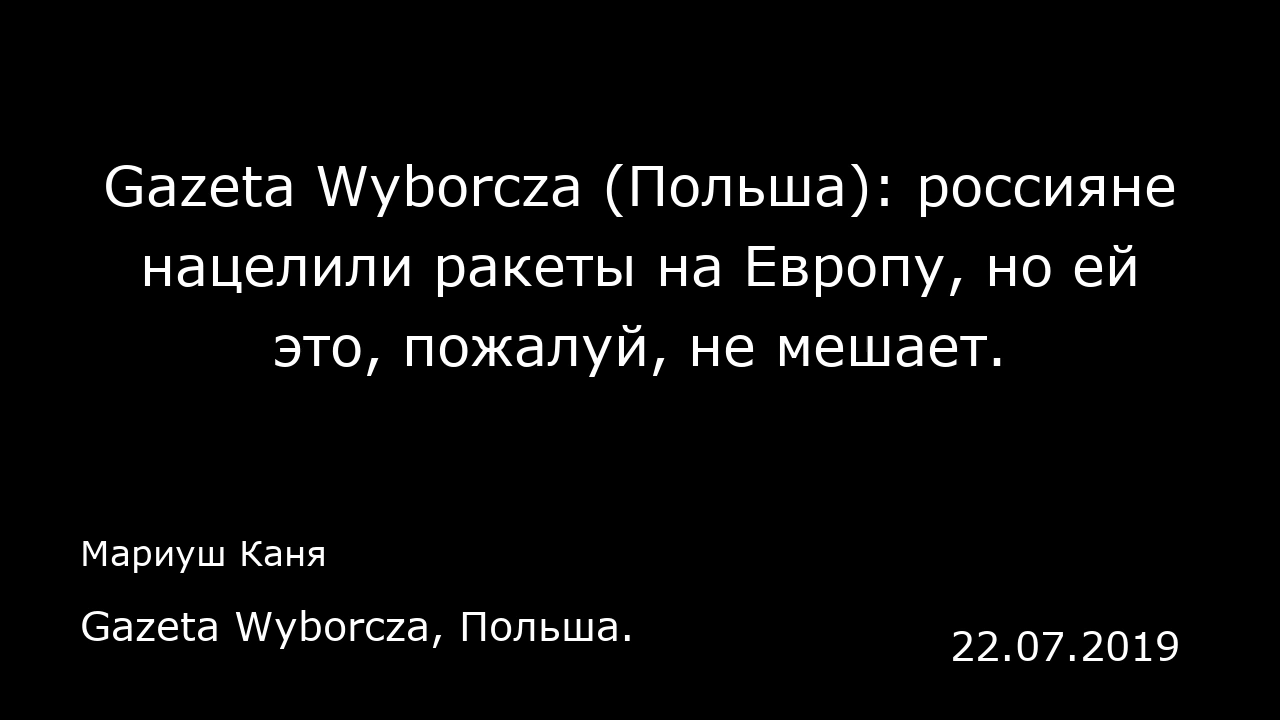 Gazeta Wyborcza (Польша): россияне
нацелили ракеты на Европу, но ей
это, пожалуй, не мешает.
Мариуш Каня
Gazeta Wyborcza, Польша.
22.07.2019